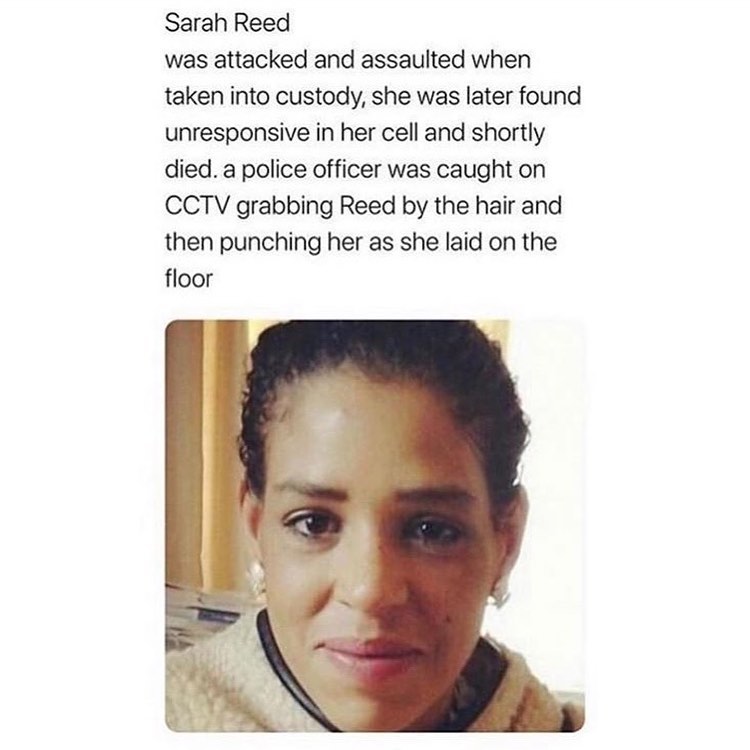 Sarah Reed
was attacked and assaulted when
taken into custody, she was later found
unresponsive in her cell and shortly
died. a police officer was caught on
CCTV grabbing Reed by the hair and
then punching her as she laid on the
floor